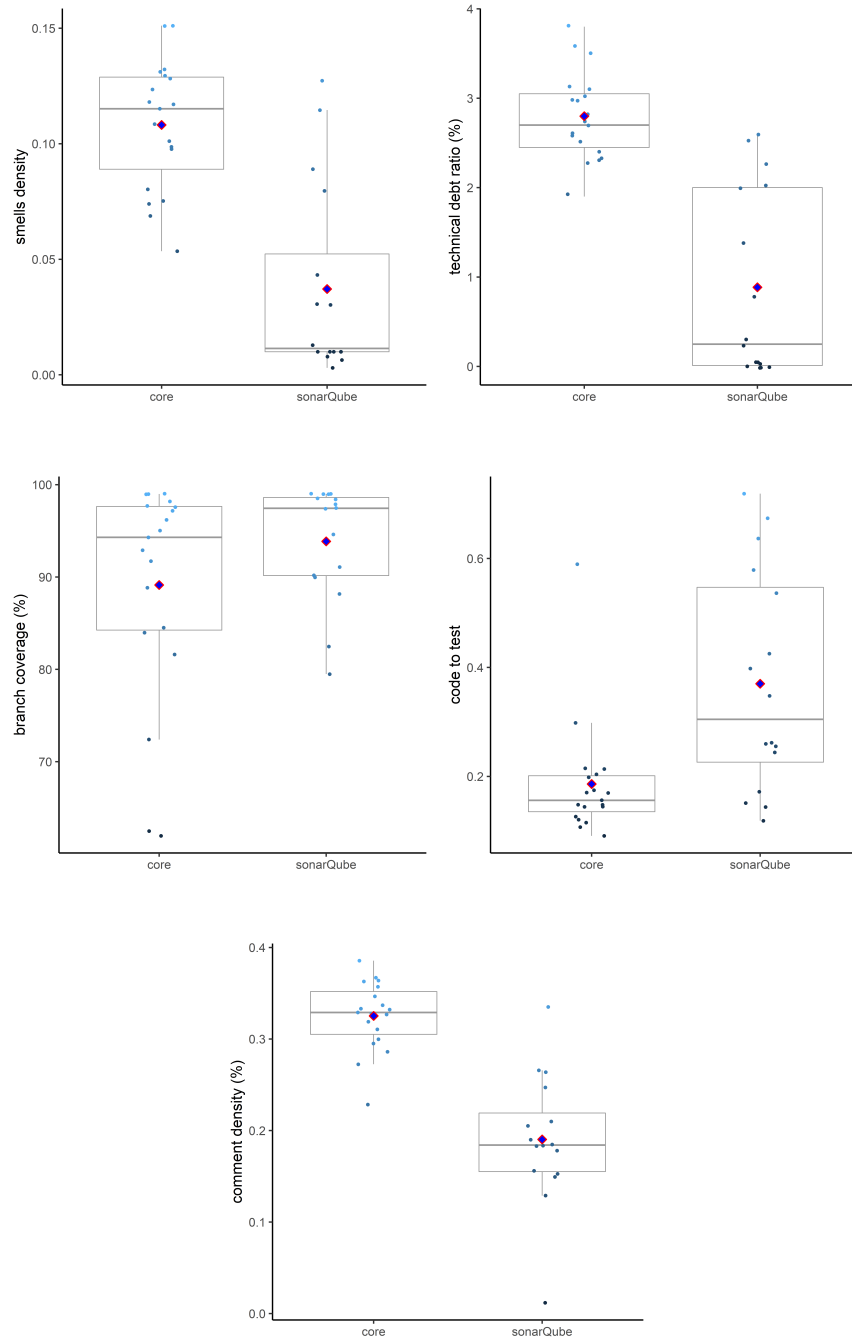 smells density
0.15
0.10
0.05
0.00
core
sonarQube
technical debt ratio (%)
4
3
2
1
0
core
sonarQube
branch coverage (%)
100
90
80
70
core
sonarQube
code to test
0.6
0.4
0.2
core
sonarQube
comment density (%)
0.4
0.3
0.2
0.1
0.0
core
sonarQube